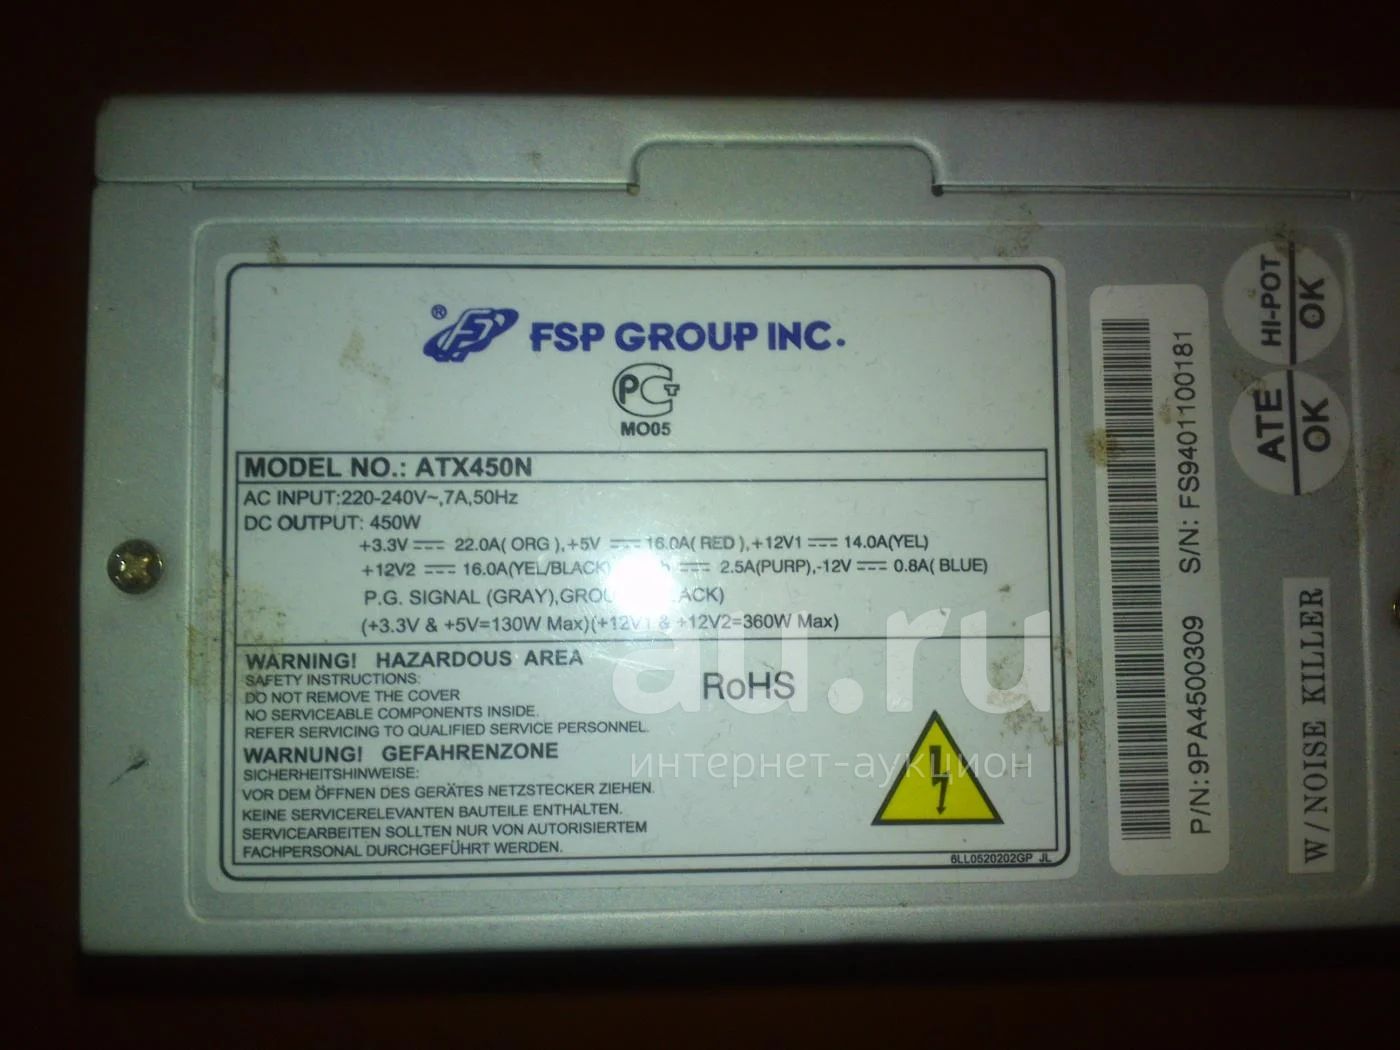 ® FSP GROUP INC.
РСТ
МО05
MODEL NO.: ATX450N
AC INPUT:220-240V~,7A,50Hz
DC OUTPUT: 450W
+3.3V ⎓ 22.0A( ORG ),+5V ⎓ 16.0A( RED ),+12V1 ⎓ 14.0A(YEL)
+12V2 ⎓ 16.0A(YEL/BLACK) ⎓ 2.5A(PURP),-12V ⎓ 0.8A( BLUE)
P.G. SIGNAL (GRAY),
(+3.3V & +5V=130W Max)(+12V1 & +12V2=360W Max)
WARNING! HAZARDOUS AREA
SAFETY INSTRUCTIONS:
DO NOT REMOVE THE COVER
NO SERVICEABLE COMPONENTS INSIDE.
REFER SERVICING TO QUALIFIED SERVICE PERSONNEL.
RoHS
WARNUNG! GEFAHRENZONE
SICHERHEITSHINWEISE:
VOR DEM ÖFFNEN DES GERÄTES NETZSTECKER ZIEHEN.
KEINE SERVICERELEVANTEN BAUTEILE ENTHALTEN.
SERVICEARBEITEN SOLLTEN NUR VON AUTORISIERTEM
FACHPERSONAL DURCHGEFÜHRT WERDEN.
6LL0520202GP JL
P/N:9PA4500309 S/N: FS9401100181
HI-POT
OK
ATE
OK
W/NOISE KILLER
au.ru
интернет-аукцион